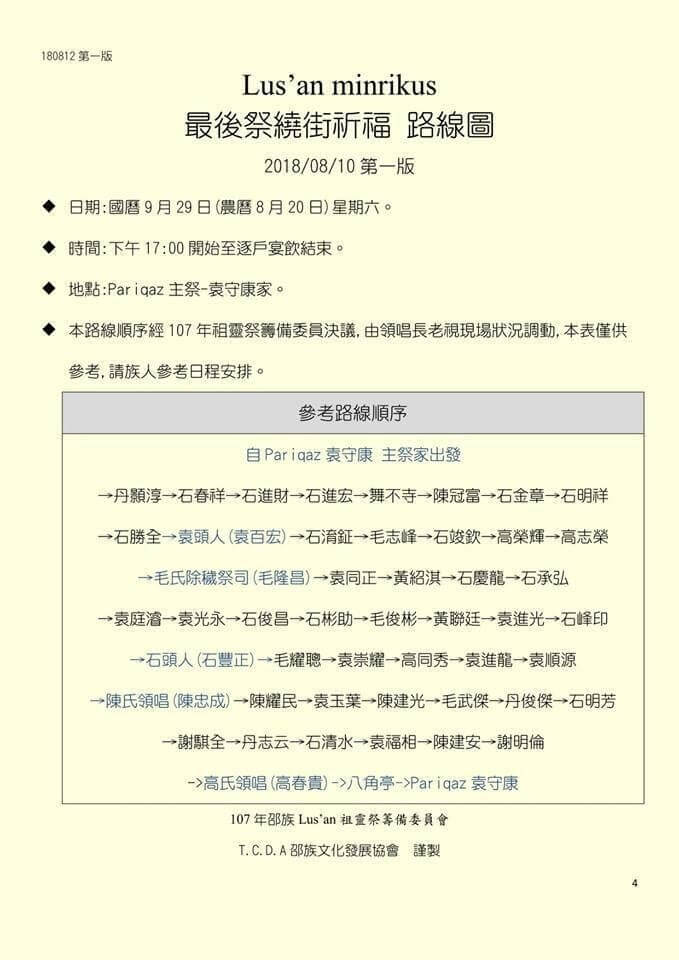 180812 第一版
Lus’an minrikus
最後祭繞街祈福 路線圖
2018/08/10 第一版
◆ 日期:國曆 9 月 29 日(農曆 8 月 20 日)星期六。
◆ 時間:下午 17:00 開始至逐戶宴飲結束。
◆ 地點:Pariqaz 主祭-袁守康家。
◆ 本路線順序經 107 年祖靈祭籌備委員決議,由領唱長老視現場狀況調動,本表僅供
參考,請族人參考日程安排。
參考路線順序
自 Pariqaz 袁守康 主祭家出發
→丹顥淳→石春祥→石進財→石進宏→舞不寺→陳冠富→石金章→石明祥
→石勝全→袁頭人(袁百宏)→石淯鉦→毛志峰→石竣欽→高榮輝→高志榮
→毛氏除穢祭司(毛隆昌)→袁同正→黃紹淇→石慶龍→石承弘
→袁庭濬→袁光永→石俊昌→石彬助→毛俊彬→黃聯廷→袁進光→石峰印
→石頭人(石豐正)→毛耀聰→袁崇耀→高同秀→袁進龍→袁順源
→陳氏領唱(陳忠成)→陳耀民→袁玉葉→陳建光→毛武傑→丹俊傑→石明芳
→謝騏全→丹志云→石清水→袁福相→陳建安→謝明倫
->高氏領唱(高春貴)->八角亭->Pariqaz 袁守康
107 年邵族 Lus’an 祖靈祭籌備委員會
T.C.D.A 邵族文化發展協會 謹製
4